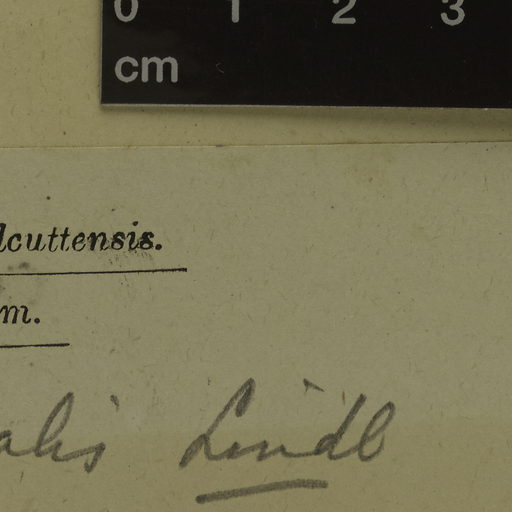 0 1 2 3
cm
lcuttensis.
m.
alis Lindl